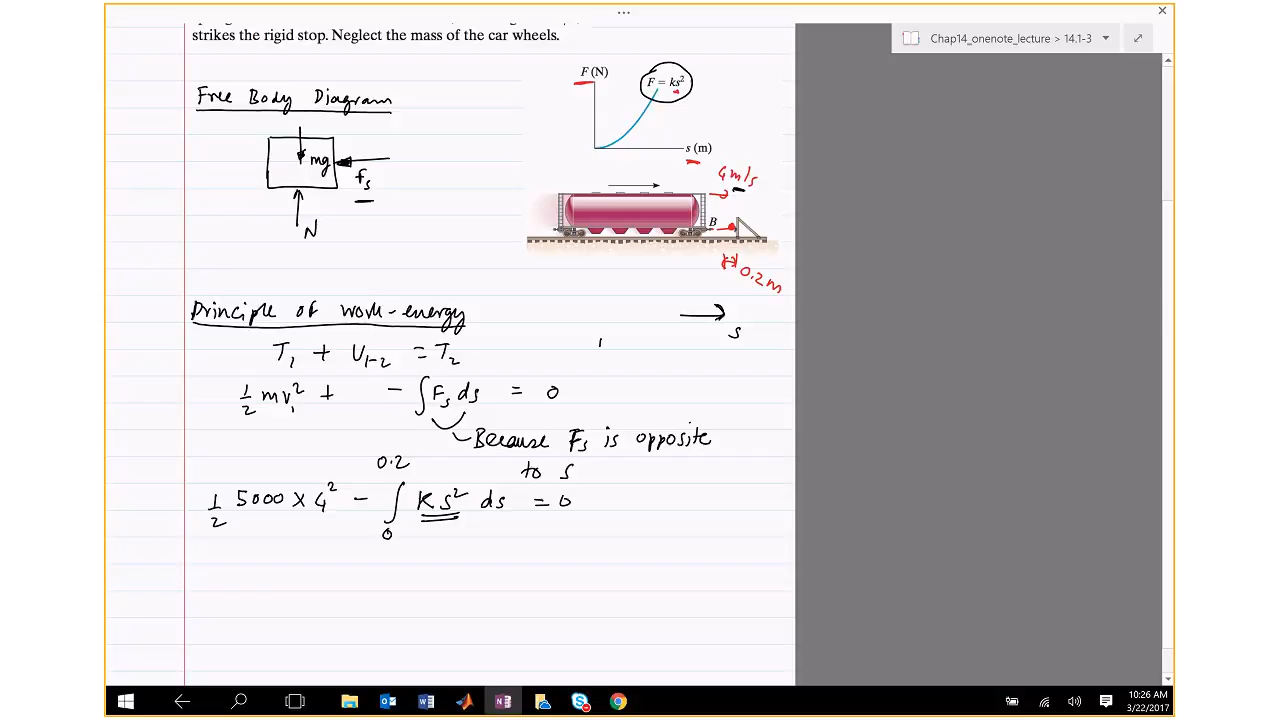 strikes the rigid stop. Neglect the mass of the car wheels.
Chap14_onenote_lecture > 14.1-3
Free Body Diagram
mg
fs
N
F (N)
F = ks²
s (m)
4 m/s
B
0.2 m
s
Principle of work-energy
T₁ + U₁₋₂ = T₂
½ mv₁² + - ∫ Fs ds = 0
Because Fs is opposite
to s
½ 5000 × 4² - ∫₀^0.2 Ks² ds = 0
10:26 AM
3/22/2017